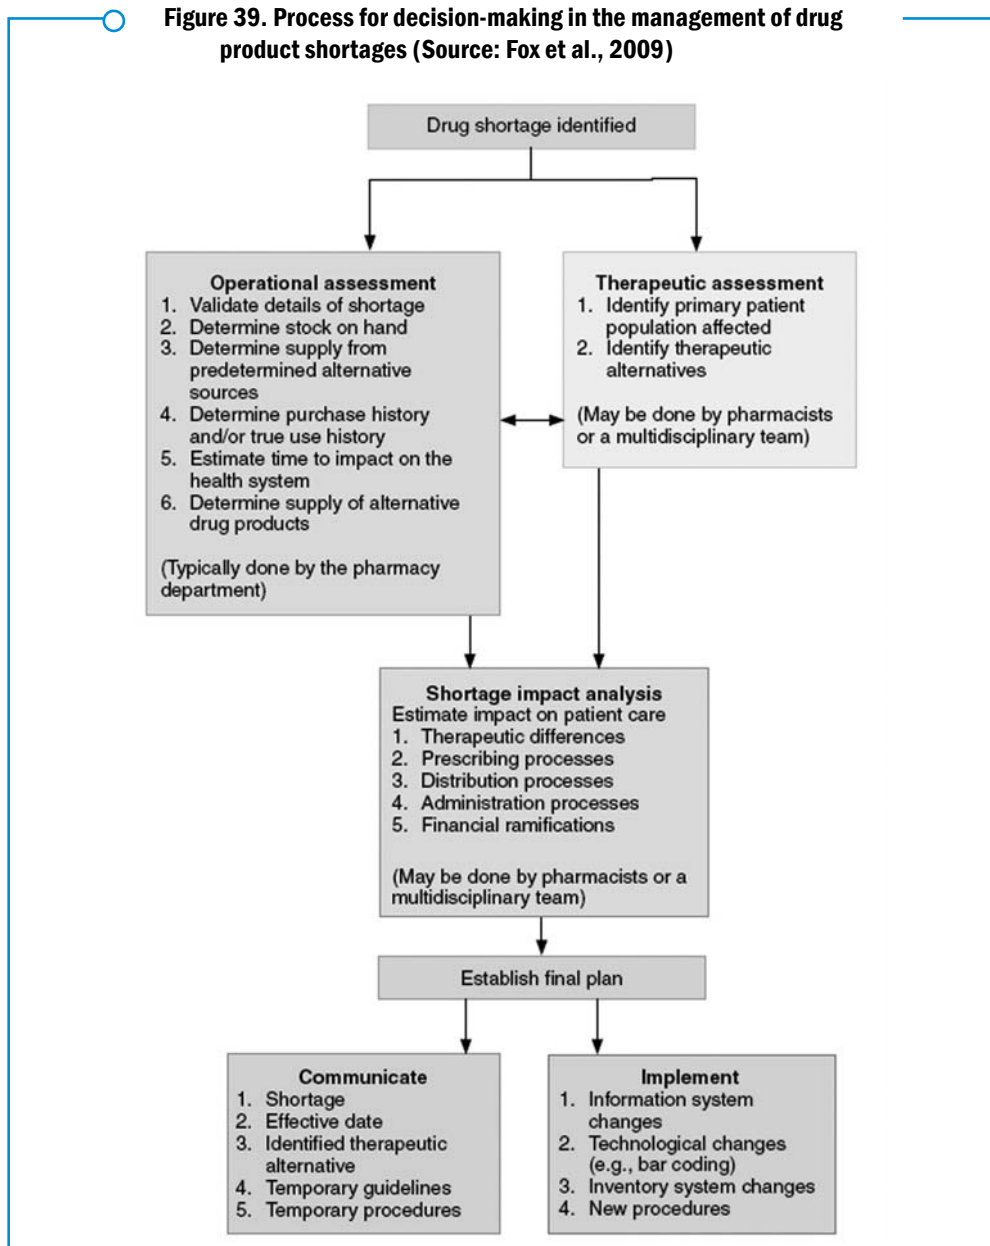 Figure 39. Process for decision-making in the management of drug
product shortages (Source: Fox et al., 2009)
Drug shortage identified
Operational assessment
1. Validate details of shortage
2. Determine stock on hand
3. Determine supply from
predetermined alternative
sources
4. Determine purchase history
and/or true use history
5. Estimate time to impact on the
health system
6. Determine supply of alternative
drug products
(Typically done by the pharmacy
department)
Therapeutic assessment
1. Identify primary patient
population affected
2. Identify therapeutic
alternatives
(May be done by pharmacists
or a multidisciplinary team)
Shortage impact analysis
Estimate impact on patient care
1. Therapeutic differences
2. Prescribing processes
3. Distribution processes
4. Administration processes
5. Financial ramifications
(May be done by pharmacists or a
multidisciplinary team)
Establish final plan
Communicate
1. Shortage
2. Effective date
3. Identified therapeutic
alternative
4. Temporary guidelines
5. Temporary procedures
Implement
1. Information system
changes
2. Technological changes
(e.g., bar coding)
3. Inventory system changes
4. New procedures